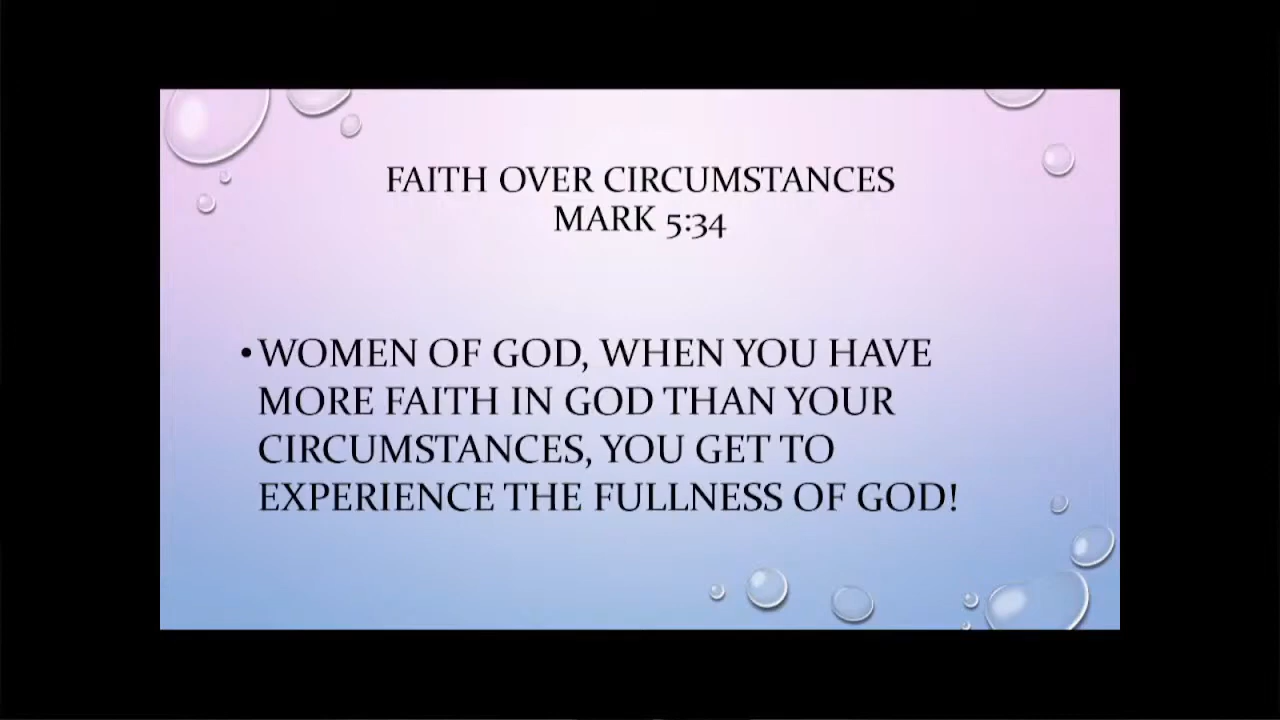 FAITH OVER CIRCUMSTANCES
MARK 5:34
• WOMEN OF GOD, WHEN YOU HAVE
MORE FAITH IN GOD THAN YOUR
CIRCUMSTANCES, YOU GET TO
EXPERIENCE THE FULLNESS OF GOD!